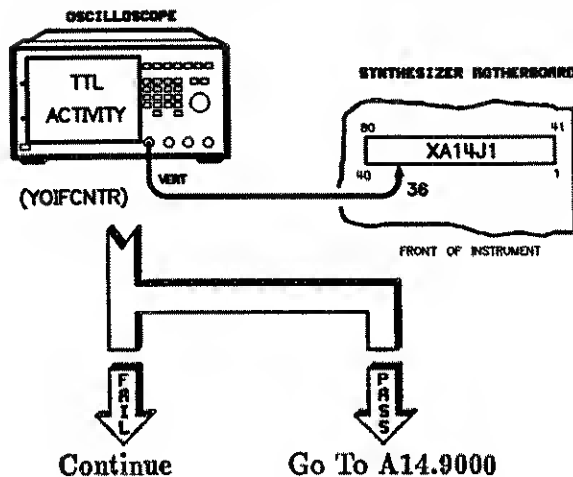 OSCILLOSCOPE
TTL
ACTIVITY
SYNTHESIZER MOTHERBOARD
80
41
XA14J1
40
1
VERT
36
(YOIFCNTR)
FRONT OF INSTRUMENT
FAIL
PASS
Continue
Go To A14.9000